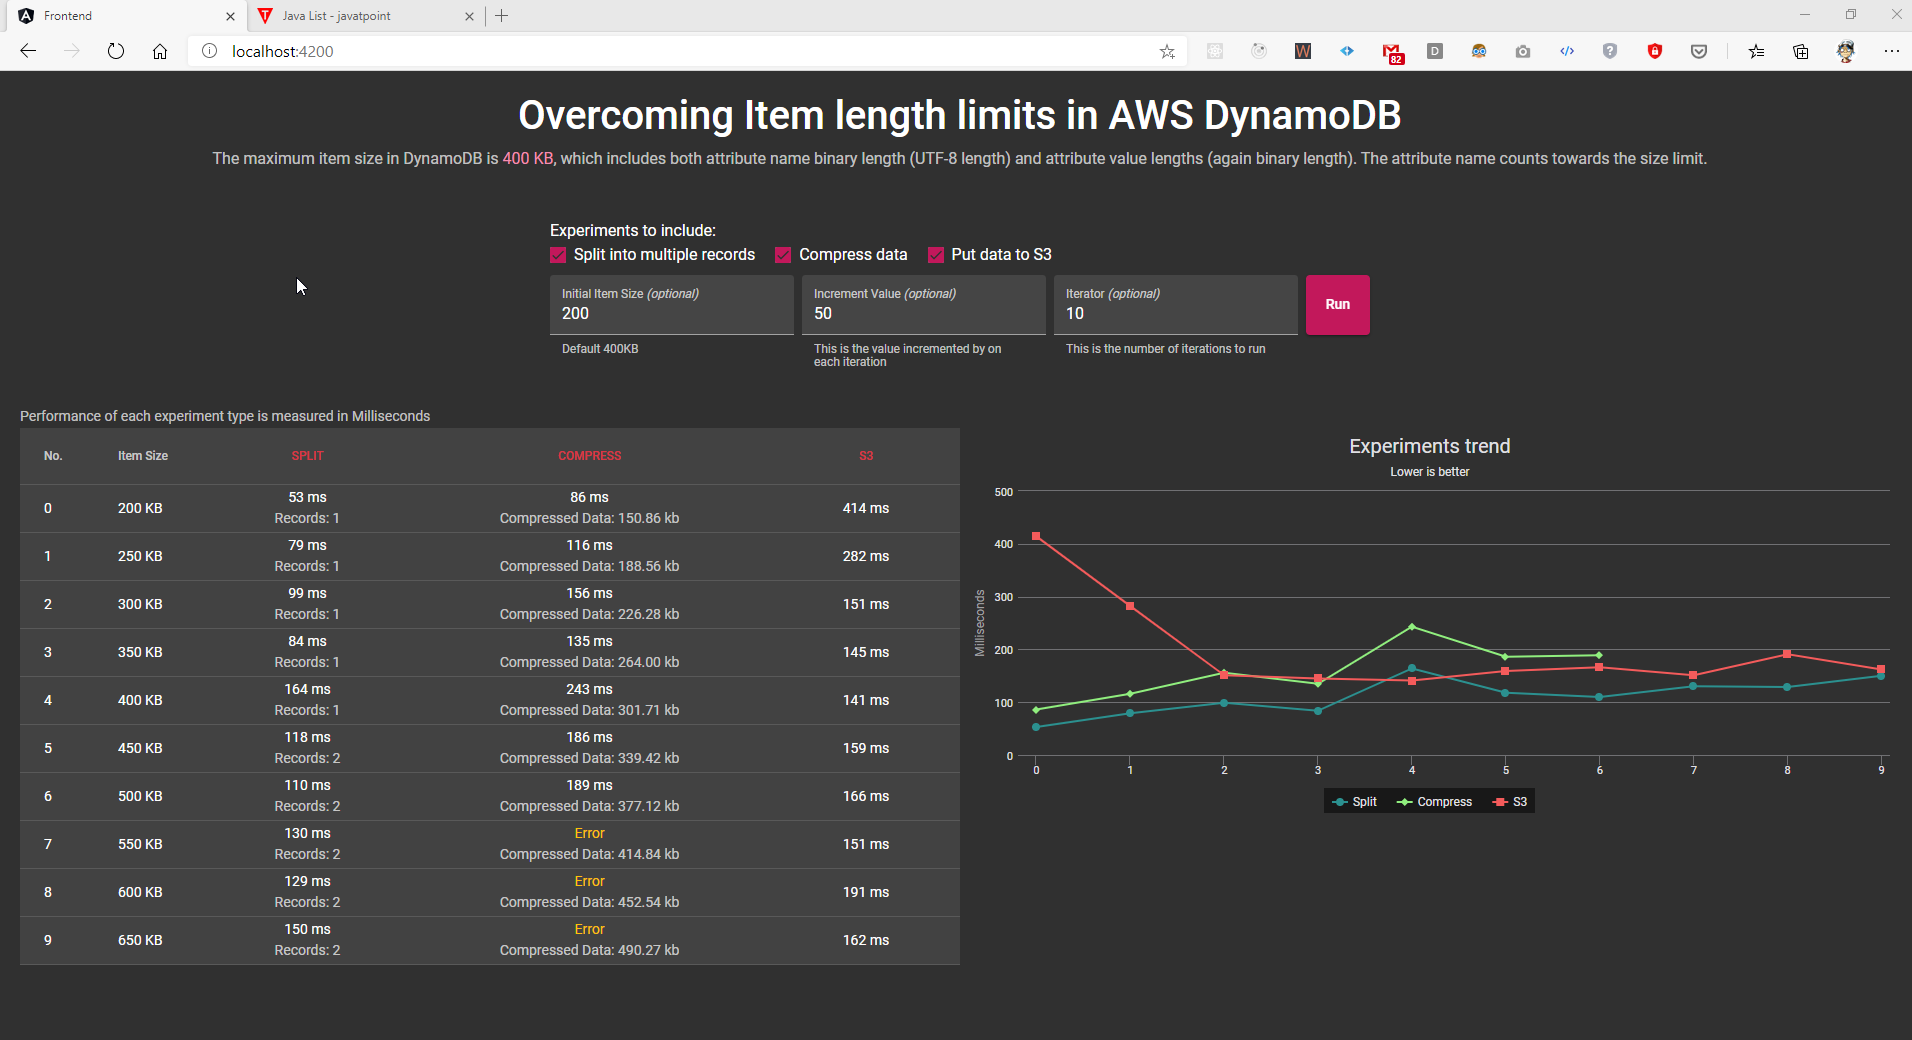 Frontend
Java List - javatpoint
localhost:4200
82
Overcoming Item length limits in AWS DynamoDB
The maximum item size in DynamoDB is 400 KB, which includes both attribute name binary length (UTF-8 length) and attribute value lengths (again binary length). The attribute name counts towards the size limit.
Experiments to include:
Split into multiple records Compress data Put data to S3
Initial Item Size (optional) Increment Value (optional) Iterator (optional)
200 50 10 Run
Default 400KB This is the value incremented by on This is the number of iterations to run
each iteration
Performance of each experiment type is measured in Milliseconds
No. Item Size SPLIT COMPRESS S3
53 ms 86 ms
0 200 KB 414 ms
Records: 1 Compressed Data: 150.86 kb
79 ms 116 ms
1 250 KB 282 ms
Records: 1 Compressed Data: 188.56 kb
99 ms 156 ms
2 300 KB 151 ms
Records: 1 Compressed Data: 226.28 kb
84 ms 135 ms
3 350 KB 145 ms
Records: 1 Compressed Data: 264.00 kb
164 ms 243 ms
4 400 KB 141 ms
Records: 1 Compressed Data: 301.71 kb
118 ms 186 ms
5 450 KB 159 ms
Records: 2 Compressed Data: 339.42 kb
110 ms 189 ms
6 500 KB 166 ms
Records: 2 Compressed Data: 377.12 kb
130 ms Error
7 550 KB 151 ms
Records: 2 Compressed Data: 414.84 kb
129 ms Error
8 600 KB 191 ms
Records: 2 Compressed Data: 452.54 kb
150 ms Error
9 650 KB 162 ms
Records: 2 Compressed Data: 490.27 kb
Experiments trend
Lower is better
Milliseconds
500
400
300
200
100
0
0 1 2 3 4 5 6 7 8 9
Split Compress S3